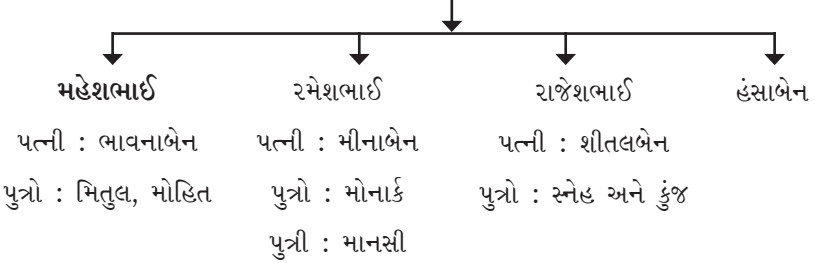 મહેશભાઈ રમેશભાઈ રાજેશભાઈ હંસાબેન
પત્ની : ભાવનાબેન પત્ની : મીનાબેન પત્ની : શીતલબેન
પુત્રો : મિતુલ, મોહિત પુત્રો : મોનાર્ક પુત્રો : સ્નેહ અને કુંજ
પુત્રી : માનસી